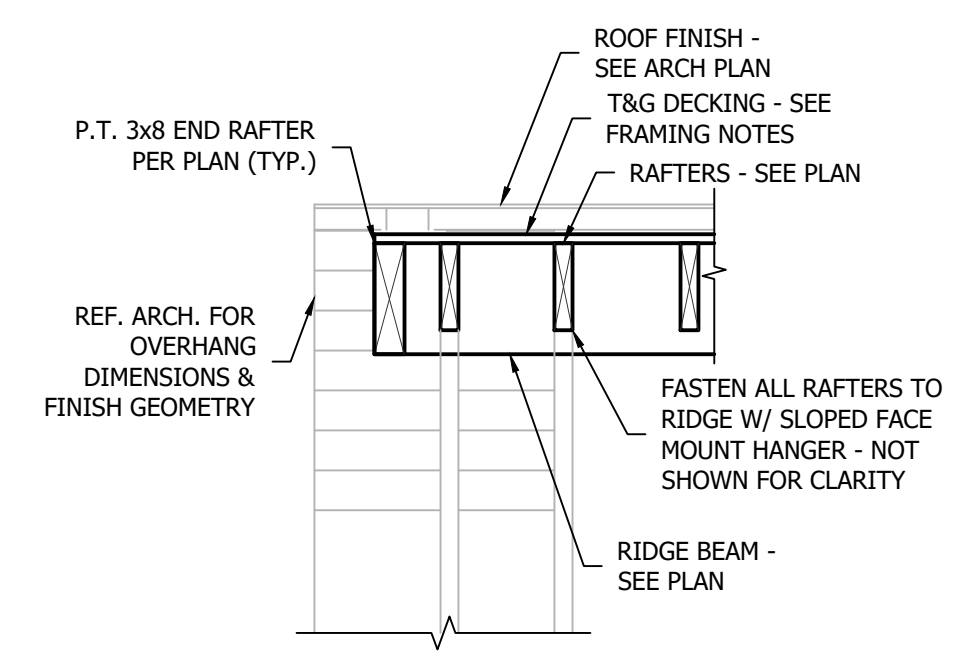 ROOF FINISH -
SEE ARCH PLAN
T&G DECKING - SEE
FRAMING NOTES
P.T. 3x8 END RAFTER
PER PLAN (TYP.)
RAFTERS - SEE PLAN
REF. ARCH. FOR
OVERHANG
DIMENSIONS &
FINISH GEOMETRY
FASTEN ALL RAFTERS TO
RIDGE W/ SLOPED FACE
MOUNT HANGER - NOT
SHOWN FOR CLARITY
RIDGE BEAM -
SEE PLAN